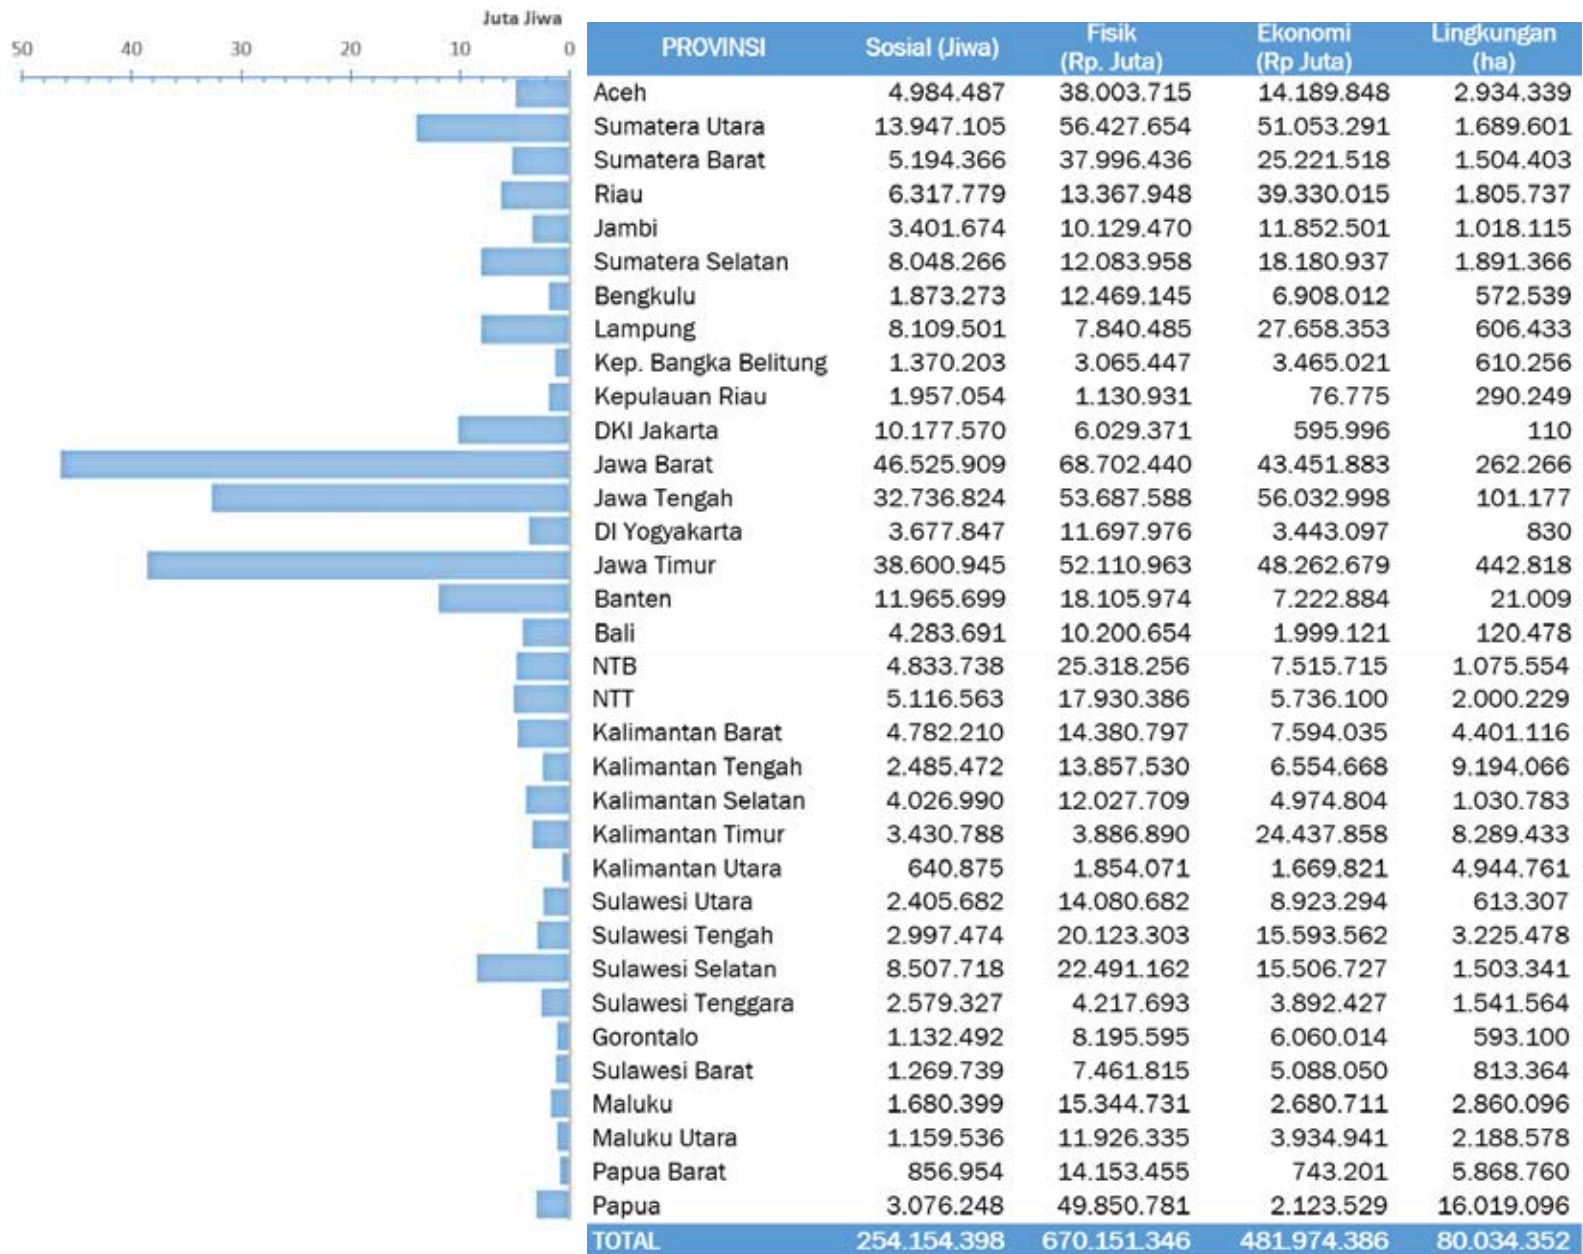 Juta Jiwa
50 40 30 20 10 0
PROVINSI Sosial (Jiwa) Fisik (Rp. Juta) Ekonomi (Rp Juta) Lingkungan (ha)
Aceh 4.984.487 38.003.715 14.189.848 2.934.339
Sumatera Utara 13.947.105 56.427.654 51.053.291 1.689.601
Sumatera Barat 5.194.366 37.996.436 25.221.518 1.504.403
Riau 6.317.779 13.367.948 39.330.015 1.805.737
Jambi 3.401.674 10.129.470 11.852.501 1.018.115
Sumatera Selatan 8.048.266 12.083.958 18.180.937 1.891.366
Bengkulu 1.873.273 12.469.145 6.908.012 572.539
Lampung 8.109.501 7.840.485 27.658.353 606.433
Kep. Bangka Belitung 1.370.203 3.065.447 3.465.021 610.256
Kepulauan Riau 1.957.054 1.130.931 76.775 290.249
DKI Jakarta 10.177.570 6.029.371 595.996 110
Jawa Barat 46.525.909 68.702.440 43.451.883 262.266
Jawa Tengah 32.736.824 53.687.588 56.032.998 101.177
DI Yogyakarta 3.677.847 11.697.976 3.443.097 830
Jawa Timur 38.600.945 52.110.963 48.262.679 442.818
Banten 11.965.699 18.105.974 7.222.884 21.009
Bali 4.283.691 10.200.654 1.999.121 120.478
NTB 4.833.738 25.318.256 7.515.715 1.075.554
NTT 5.116.563 17.930.386 5.736.100 2.000.229
Kalimantan Barat 4.782.210 14.380.797 7.594.035 4.401.116
Kalimantan Tengah 2.485.472 13.857.530 6.554.668 9.194.066
Kalimantan Selatan 4.026.990 12.027.709 4.974.804 1.030.783
Kalimantan Timur 3.430.788 3.886.890 24.437.858 8.289.433
Kalimantan Utara 640.875 1.854.071 1.669.821 4.944.761
Sulawesi Utara 2.405.682 14.080.682 8.923.294 613.307
Sulawesi Tengah 2.997.474 20.123.303 15.593.562 3.225.478
Sulawesi Selatan 8.507.718 22.491.162 15.506.727 1.503.341
Sulawesi Tenggara 2.579.327 4.217.693 3.892.427 1.541.564
Gorontalo 1.132.492 8.195.595 6.060.014 593.100
Sulawesi Barat 1.269.739 7.461.815 5.088.050 813.364
Maluku 1.680.399 15.344.731 2.680.711 2.860.096
Maluku Utara 1.159.536 11.926.335 3.934.941 2.188.578
Papua Barat 856.954 14.153.455 743.201 5.868.760
Papua 3.076.248 49.850.781 2.123.529 16.019.096
TOTAL 254.154.398 670.151.346 481.974.386 80.034.352